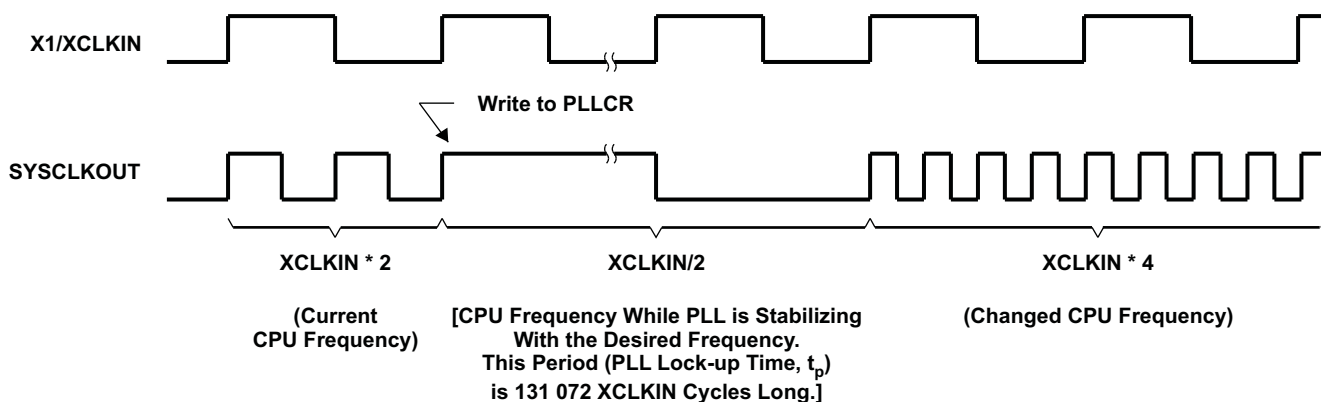 X1/XCLKIN
Write to PLLCR
SYSCLKOUT
XCLKIN * 2
XCLKIN/2
XCLKIN * 4
(Current
CPU Frequency)
[CPU Frequency While PLL is Stabilizing
With the Desired Frequency.
This Period (PLL Lock-up Time, tp)
is 131 072 XCLKIN Cycles Long.]
(Changed CPU Frequency)